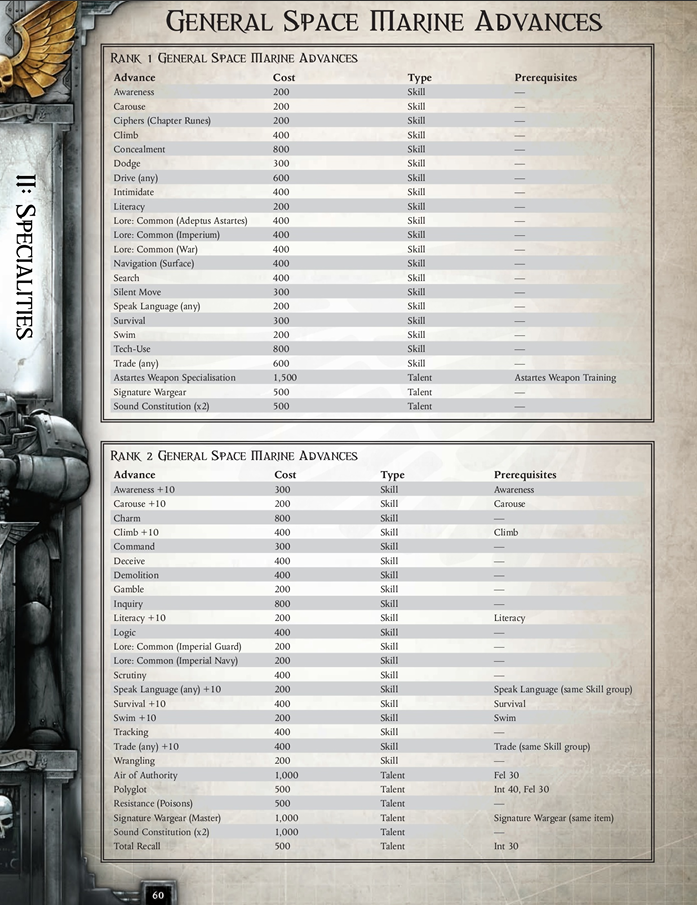 General Space Marine Advances
Rank 1 General Space Marine Advances
Advance Cost Type Prerequisites
Awareness 200 Skill —
Carouse 200 Skill —
Ciphers (Chapter Runes) 200 Skill —
Climb 400 Skill —
Concealment 800 Skill —
Dodge 300 Skill —
Drive (any) 600 Skill —
Intimidate 400 Skill —
Literacy 200 Skill —
Lore: Common (Adeptus Astartes) 400 Skill —
Lore: Common (Imperium) 400 Skill —
Lore: Common (War) 400 Skill —
Navigation (Surface) 400 Skill —
Search 400 Skill —
Silent Move 300 Skill —
Speak Language (any) 200 Skill —
Survival 300 Skill —
Swim 200 Skill —
Tech-Use 800 Skill —
Trade (any) 600 Skill —
Astartes Weapon Specialisation 1,500 Talent Astartes Weapon Training
Signature Wargear 500 Talent —
Sound Constitution (x2) 500 Talent —
Rank 2 General Space Marine Advances
Advance Cost Type Prerequisites
Awareness +10 300 Skill Awareness
Carouse +10 200 Skill Carouse
Charm 800 Skill —
Climb +10 400 Skill Climb
Command 300 Skill —
Deceive 400 Skill —
Demolition 400 Skill —
Gamble 200 Skill —
Inquiry 800 Skill —
Literacy +10 200 Skill Literacy
Logic 400 Skill —
Lore: Common (Imperial Guard) 200 Skill —
Lore: Common (Imperial Navy) 200 Skill —
Scrutiny 400 Skill —
Speak Language (any) +10 200 Skill Speak Language (same Skill group)
Survival +10 400 Skill Survival
Swim +10 200 Skill Swim
Tracking 400 Skill —
Trade (any) +10 400 Skill Trade (same Skill group)
Wrangling 200 Skill —
Air of Authority 1,000 Talent Fel 30
Polyglot 500 Talent Int 40, Fel 30
Resistance (Poisons) 500 Talent —
Signature Wargear (Master) 1,000 Talent Signature Wargear (same item)
Sound Constitution (x2) 1,000 Talent —
Total Recall 500 Talent Int 30
II: Specialities
60